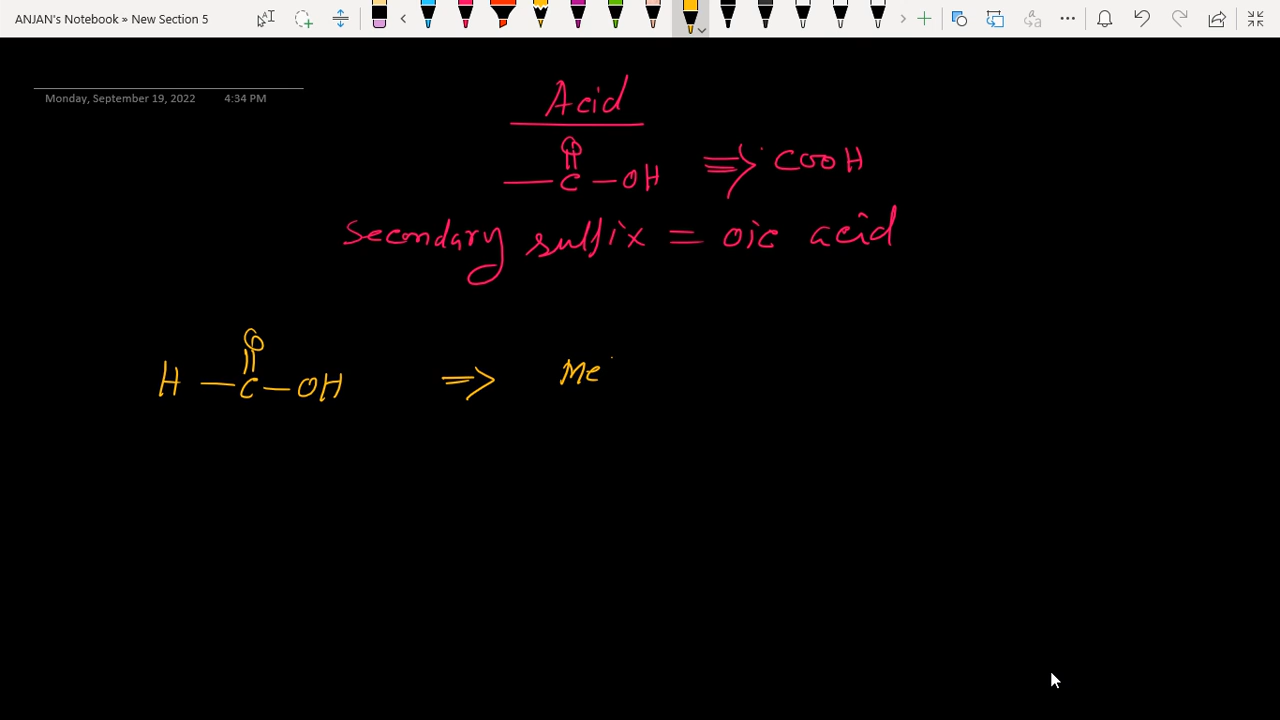 ANJAN's Notebook » New Section 5
Monday, September 19, 2022 4:34 PM
Acid
O
— C — OH ⇒ COOH
Secondary suffix = oic acid
O
H — C — OH ⇒ Me